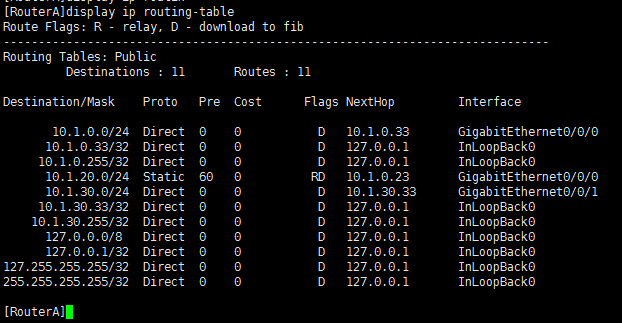 [RouterA]display ip routing-table
Route Flags: R - relay, D - download to fib
------------------------------------------------------------------------------
Routing Tables: Public
         Destinations : 11       Routes : 11

Destination/Mask    Proto  Pre  Cost      Flags NextHop         Interface

       10.1.0.0/24  Direct 0    0           D   10.1.0.33       GigabitEthernet0/0/0
      10.1.0.33/32  Direct 0    0           D   127.0.0.1       InLoopBack0
     10.1.0.255/32  Direct 0    0           D   127.0.0.1       InLoopBack0
      10.1.20.0/24  Static 60   0          RD   10.1.0.23       GigabitEthernet0/0/0
      10.1.30.0/24  Direct 0    0           D   10.1.30.33      GigabitEthernet0/0/1
     10.1.30.33/32  Direct 0    0           D   127.0.0.1       InLoopBack0
    10.1.30.255/32  Direct 0    0           D   127.0.0.1       InLoopBack0
      127.0.0.0/8   Direct 0    0           D   127.0.0.1       InLoopBack0
      127.0.0.1/32  Direct 0    0           D   127.0.0.1       InLoopBack0
127.255.255.255/32  Direct 0    0           D   127.0.0.1       InLoopBack0
255.255.255.255/32  Direct 0    0           D   127.0.0.1       InLoopBack0

[RouterA]